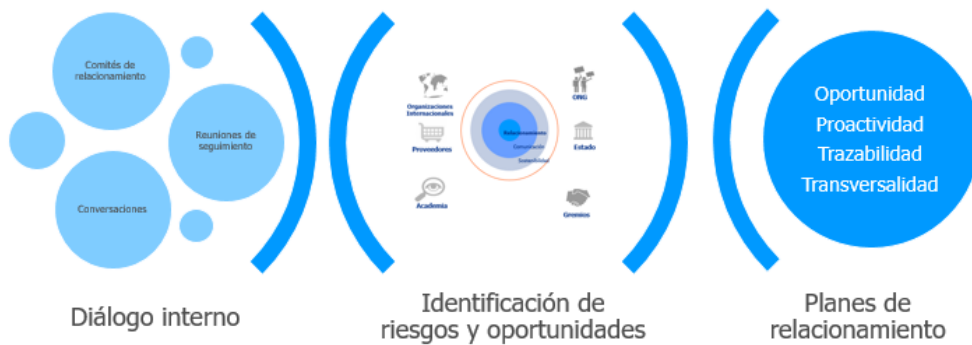 Comités de
relacionamiento
Reuniones de
seguimiento
Conversaciones
Diálogo interno
Organizaciones
Internacionales
Proveedores
Academia
Relacionamiento
Comunicación
Sostenibilidad
ONG
Estado
Gremios
Identificación de
riesgos y oportunidades
Oportunidad
Proactividad
Trazabilidad
Transversalidad
Planes de
relacionamiento